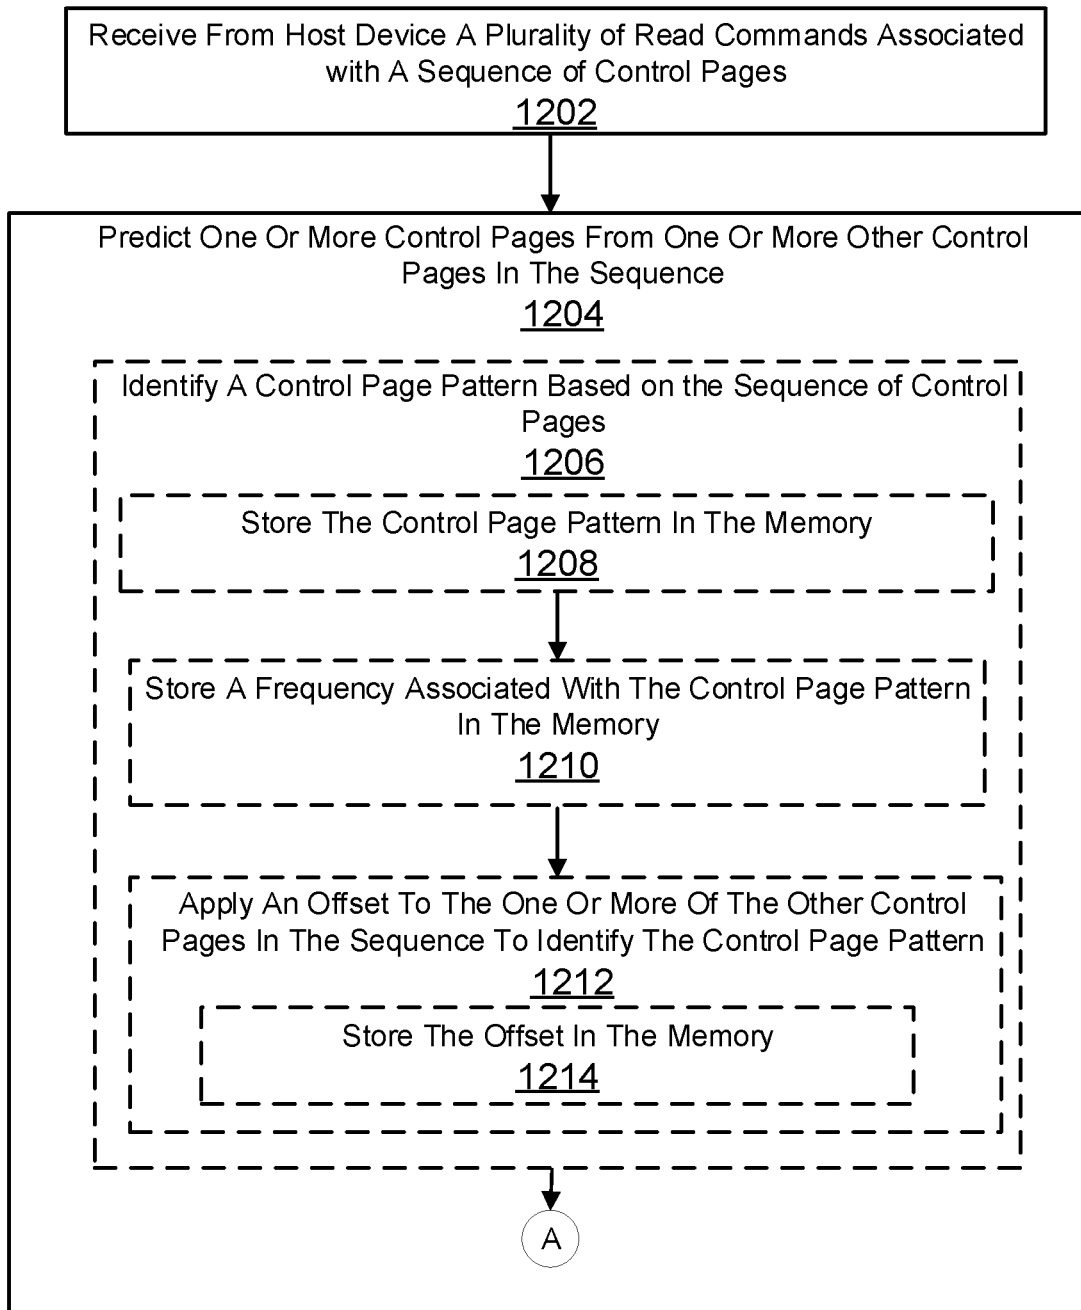 Receive From Host Device A Plurality of Read Commands Associated
with A Sequence of Control Pages
1202
Predict One Or More Control Pages From One Or More Other Control
Pages In The Sequence
1204
Identify A Control Page Pattern Based on the Sequence of Control
Pages
1206
Store The Control Page Pattern In The Memory
1208
Store A Frequency Associated With The Control Page Pattern
In The Memory
1210
Apply An Offset To The One Or More Of The Other Control
Pages In The Sequence To Identify The Control Page Pattern
1212
Store The Offset In The Memory
1214
A